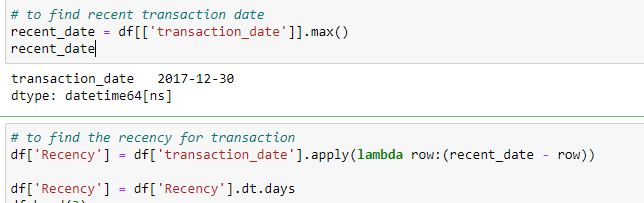 # to find recent transaction date
recent_date = df[['transaction_date']].max()
recent_date
transaction_date   2017-12-30
dtype: datetime64[ns]
# to find the recency for transaction
df['Recency'] = df['transaction_date'].apply(lambda row:(recent_date - row))
df['Recency'] = df['Recency'].dt.days